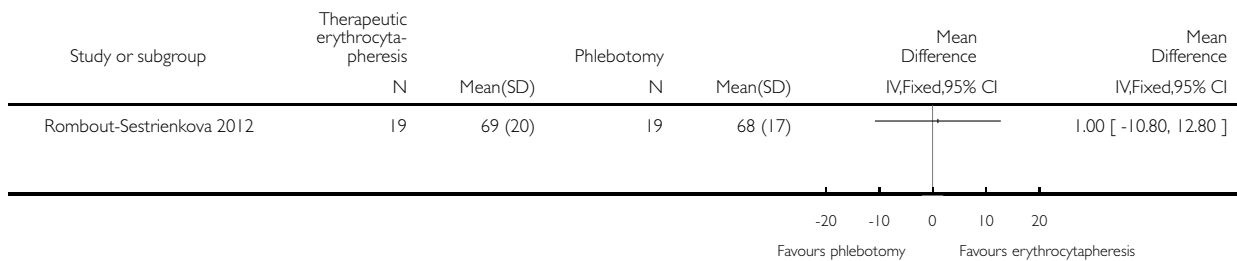 Therapeutic
erythrocyta-
pheresis
Study or subgroup
Phlebotomy
Mean
Difference
Mean
Difference
N Mean(SD) N Mean(SD) IV,Fixed,95% CI IV,Fixed,95% CI
Rombout-Sestrienkova 2012 19 69 (20) 19 68 (17) 1.00 [ -10.80, 12.80 ]
-20 -10 0 10 20
Favours phlebotomy Favours erythrocytapheresis